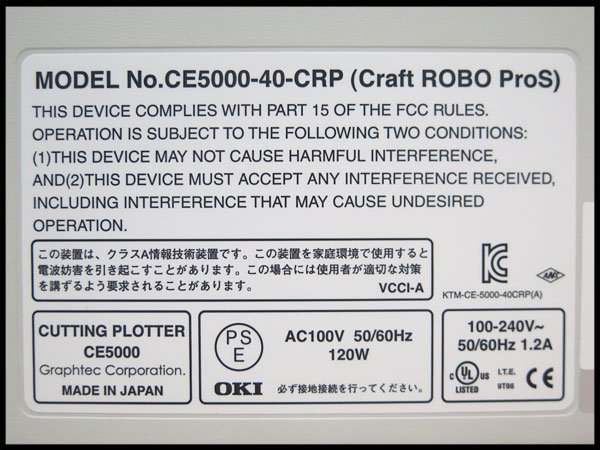 MODEL No.CE5000-40-CRP (Craft ROBO ProS)
THIS DEVICE COMPLIES WITH PART 15 OF THE FCC RULES.
OPERATION IS SUBJECT TO THE FOLLOWING TWO CONDITIONS:
(1)THIS DEVICE MAY NOT CAUSE HARMFUL INTERFERENCE,
AND(2)THIS DEVICE MUST ACCEPT ANY INTERFERENCE RECEIVED,
INCLUDING INTERFERENCE THAT MAY CAUSE UNDESIRED
OPERATION.
この装置は、クラスA情報技術装置です。この装置を家庭環境で使用すると
電波妨害を引き起こすことがあります。この場合には使用者が適切な対策
を講ずるよう要求されることがあります。
VCCI-A
KTM-CE-5000-40CRP(A)
CUTTING PLOTTER
CE5000
Graphtec Corporation.
MADE IN JAPAN
PS
E
AC100V 50/60Hz
120W
OKI 必ず接地接続を行ってください。
100-240V~
50/60Hz 1.2A
C UL US
LISTED
I.T.E.
9T86
CE